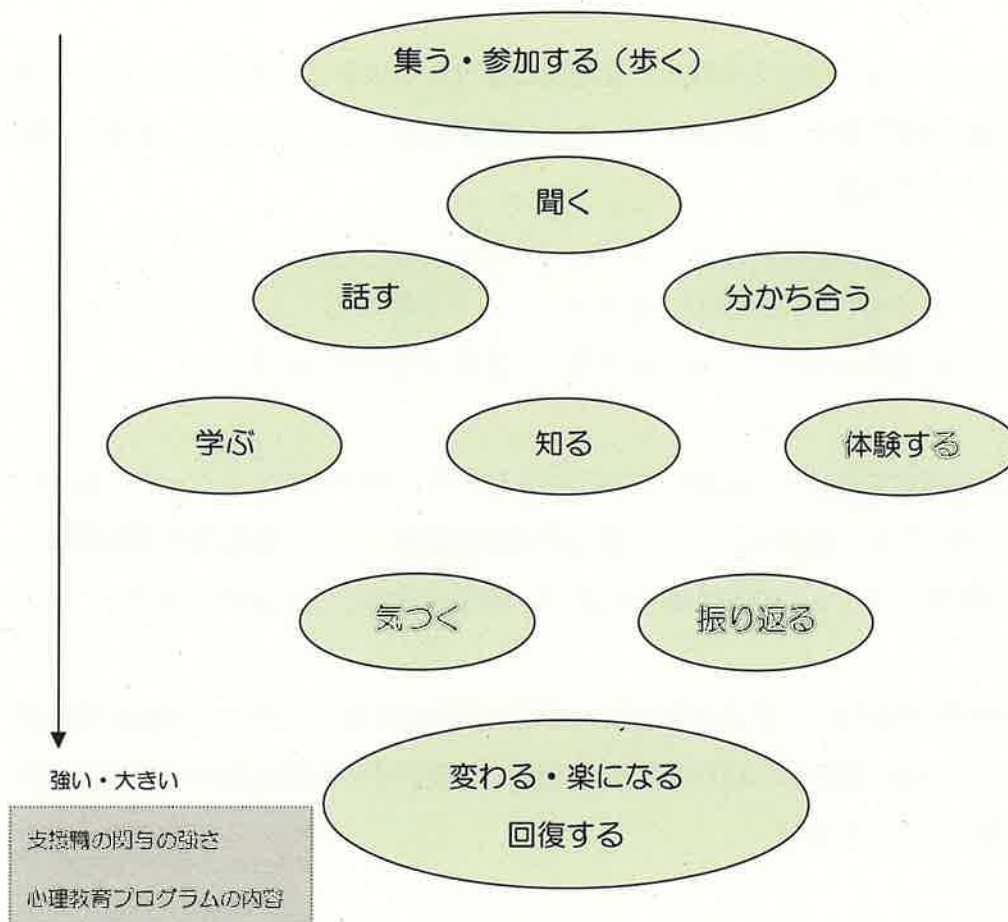 集う・参加する（歩く）
聞く
話す
分かち合う
学ぶ
知る
体験する
気づく
振り返る
変わる・楽になる
回復する
強い・大きい
支援職の関与の強さ
心理教育プログラムの内容